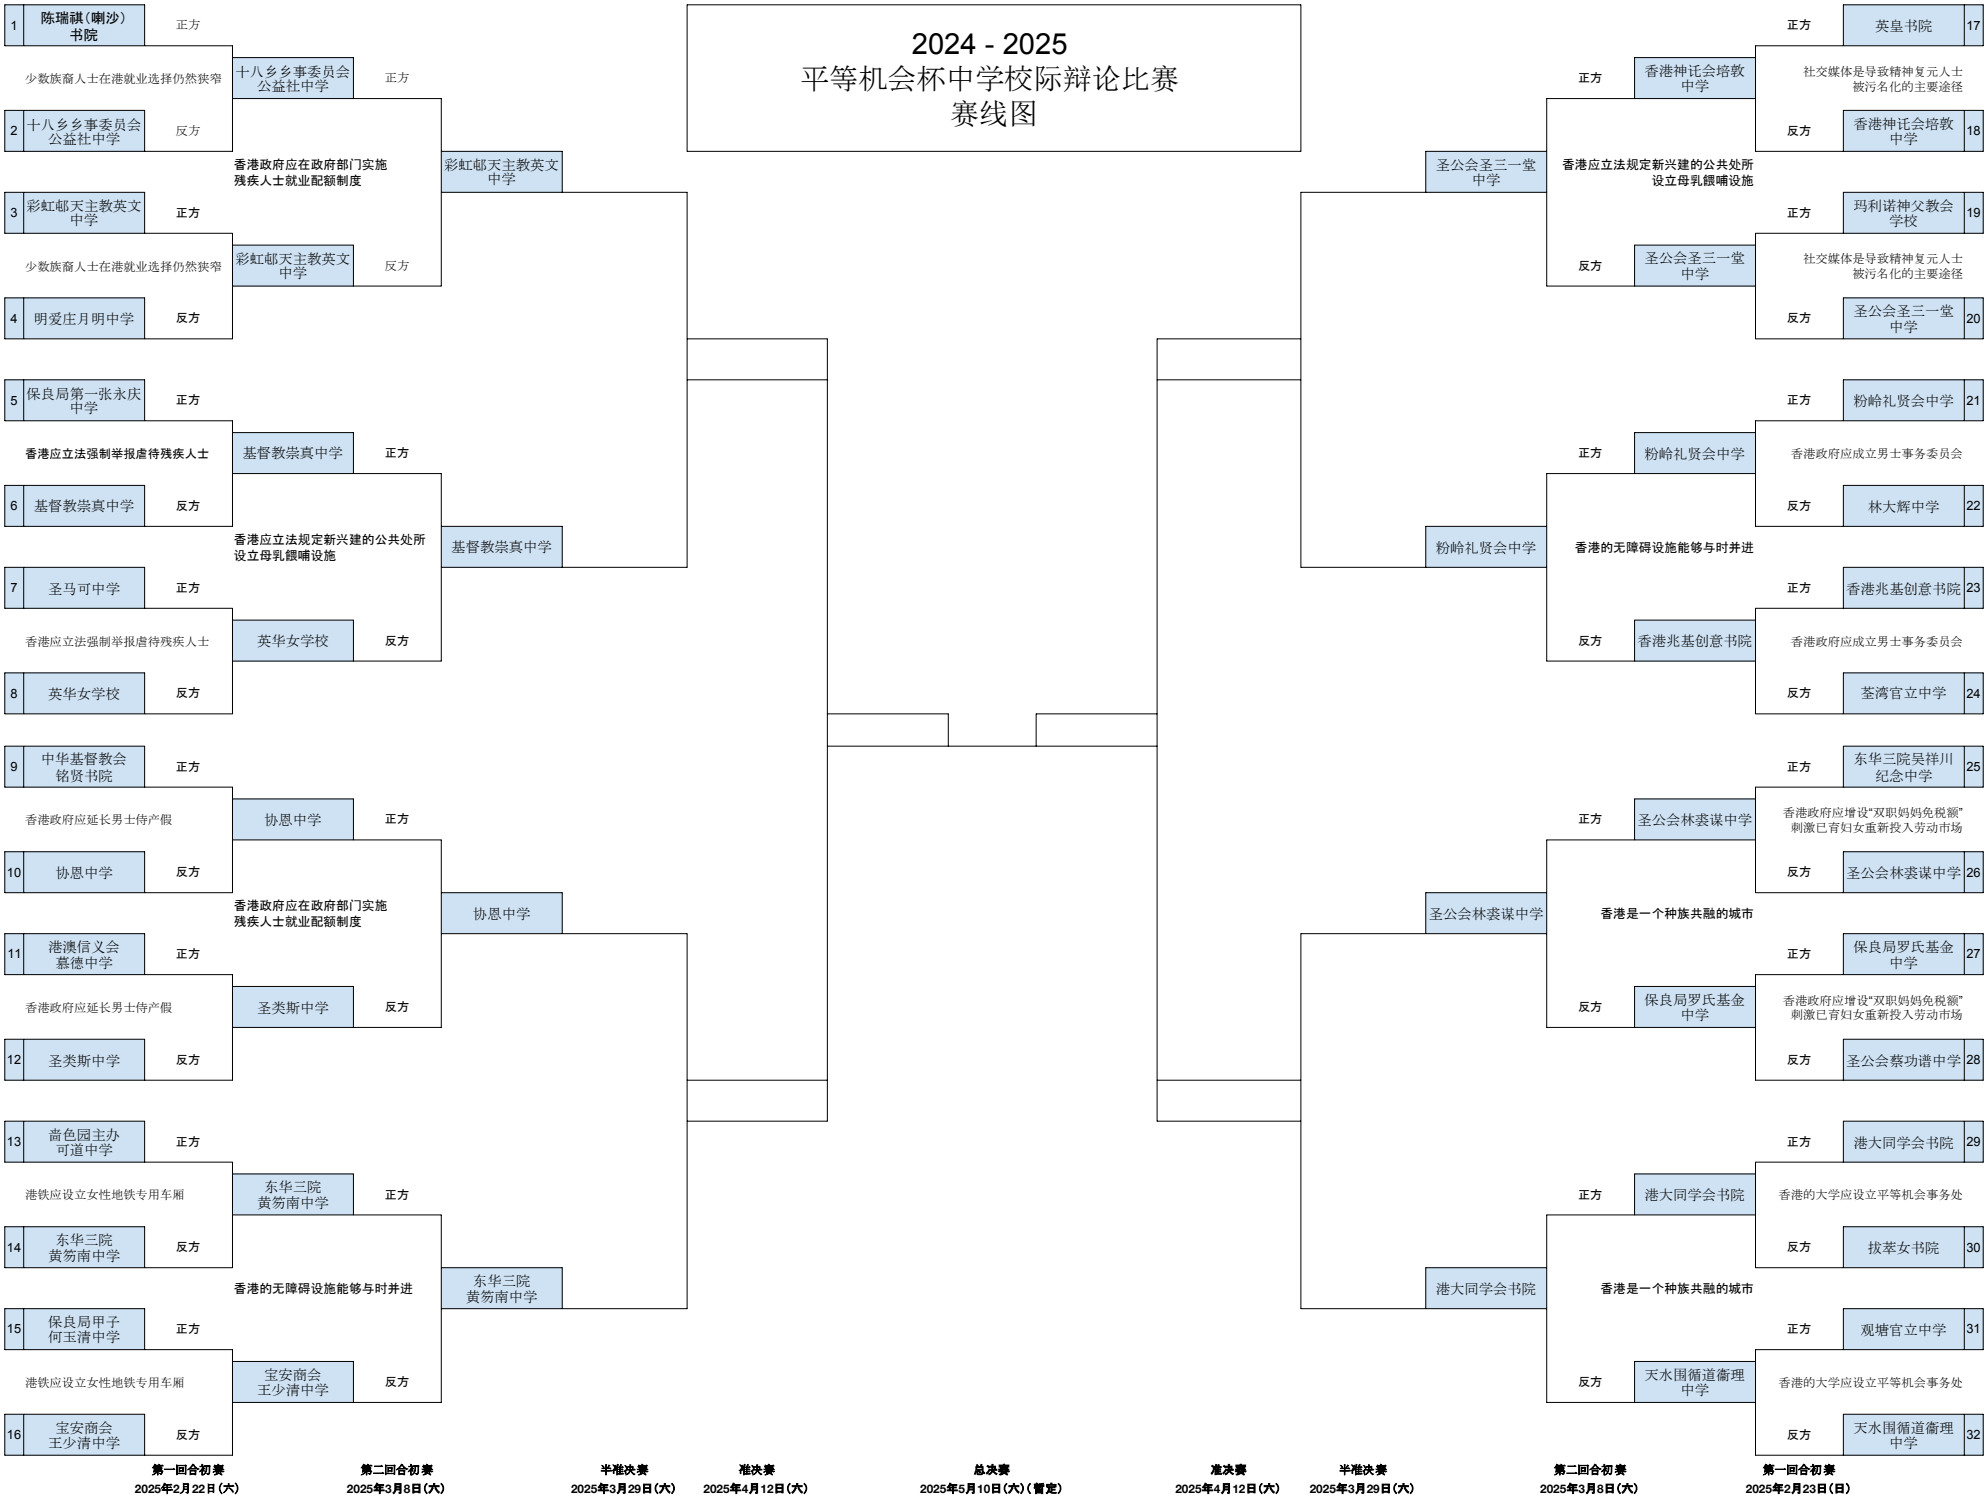 2024 - 2025
平等机会杯中学校际辩论比赛
赛线图
1
陈瑞祺（喇沙）
书院
正方
少数族裔人士在港就业选择仍然狭窄
2
十八乡乡事委员会
公益社中学
反方
十八乡乡事委员会
公益社中学
正方
香港政府应在政府部门实施
残疾人士就业配额制度
彩虹邨天主教英文
中学
3
彩虹邨天主教英文
中学
正方
少数族裔人士在港就业选择仍然狭窄
彩虹邨天主教英文
中学
反方
4
明爱庄月明中学
反方
5
保良局第一张永庆
中学
正方
香港应立法强制举报虐待残疾人士
基督教崇真中学
正方
6
基督教崇真中学
反方
香港应立法规定新兴建的公共处所
设立母乳餵哺设施
基督教崇真中学
7
圣马可中学
正方
香港应立法强制举报虐待残疾人士
英华女学校
反方
8
英华女学校
反方
9
中华基督教会
铭贤书院
正方
香港政府应延长男士侍产假
协恩中学
正方
10
协恩中学
反方
香港政府应在政府部门实施
残疾人士就业配额制度
协恩中学
11
港澳信义会
慕德中学
正方
香港政府应延长男士侍产假
圣类斯中学
反方
12
圣类斯中学
反方
13
啬色园主办
可道中学
正方
港铁应设立女性地铁专用车厢
东华三院
黄笏南中学
正方
14
东华三院
黄笏南中学
反方
香港的无障碍设施能够与时并进
东华三院
黄笏南中学
15
保良局甲子
何玉清中学
正方
港铁应设立女性地铁专用车厢
宝安商会
王少清中学
反方
16
宝安商会
王少清中学
反方
正方
英皇书院
17
正方
香港神讬会培敦
中学
社交媒体是导致精神复元人士
被污名化的主要途径
反方
香港神讬会培敦
中学
18
圣公会圣三一堂
中学
香港应立法规定新兴建的公共处所
设立母乳餵哺设施
正方
玛利诺神父教会
学校
19
反方
圣公会圣三一堂
中学
社交媒体是导致精神复元人士
被污名化的主要途径
反方
圣公会圣三一堂
中学
20
正方
粉岭礼贤会中学
21
正方
粉岭礼贤会中学
香港政府应成立男士事务委员会
反方
林大辉中学
22
粉岭礼贤会中学
香港的无障碍设施能够与时并进
正方
香港兆基创意书院
23
反方
香港兆基创意书院
香港政府应成立男士事务委员会
反方
荃湾官立中学
24
正方
东华三院吴祥川
纪念中学
25
正方
圣公会林裘谋中学
香港政府应增设“双职妈妈免税额”
刺激已育妇女重新投入劳动市场
反方
圣公会林裘谋中学
26
圣公会林裘谋中学
香港是一个种族共融的城市
正方
保良局罗氏基金
中学
27
反方
保良局罗氏基金
中学
香港政府应增设“双职妈妈免税额”
刺激已育妇女重新投入劳动市场
反方
圣公会蔡功谱中学
28
正方
港大同学会书院
29
正方
港大同学会书院
香港的大学应设立平等机会事务处
反方
拔萃女书院
30
港大同学会书院
香港是一个种族共融的城市
正方
观塘官立中学
31
反方
天水围循道衞理
中学
香港的大学应设立平等机会事务处
反方
天水围循道衞理
中学
32
第一回合初赛
2025年2月22日（六）
第二回合初赛
2025年3月8日（六）
半准决赛
2025年3月29日（六）
准决赛
2025年4月12日（六）
总决赛
2025年5月10日（六）（暂定）
准决赛
2025年4月12日（六）
半准决赛
2025年3月29日（六）
第二回合初赛
2025年3月8日（六）
第一回合初赛
2025年2月23日（日）